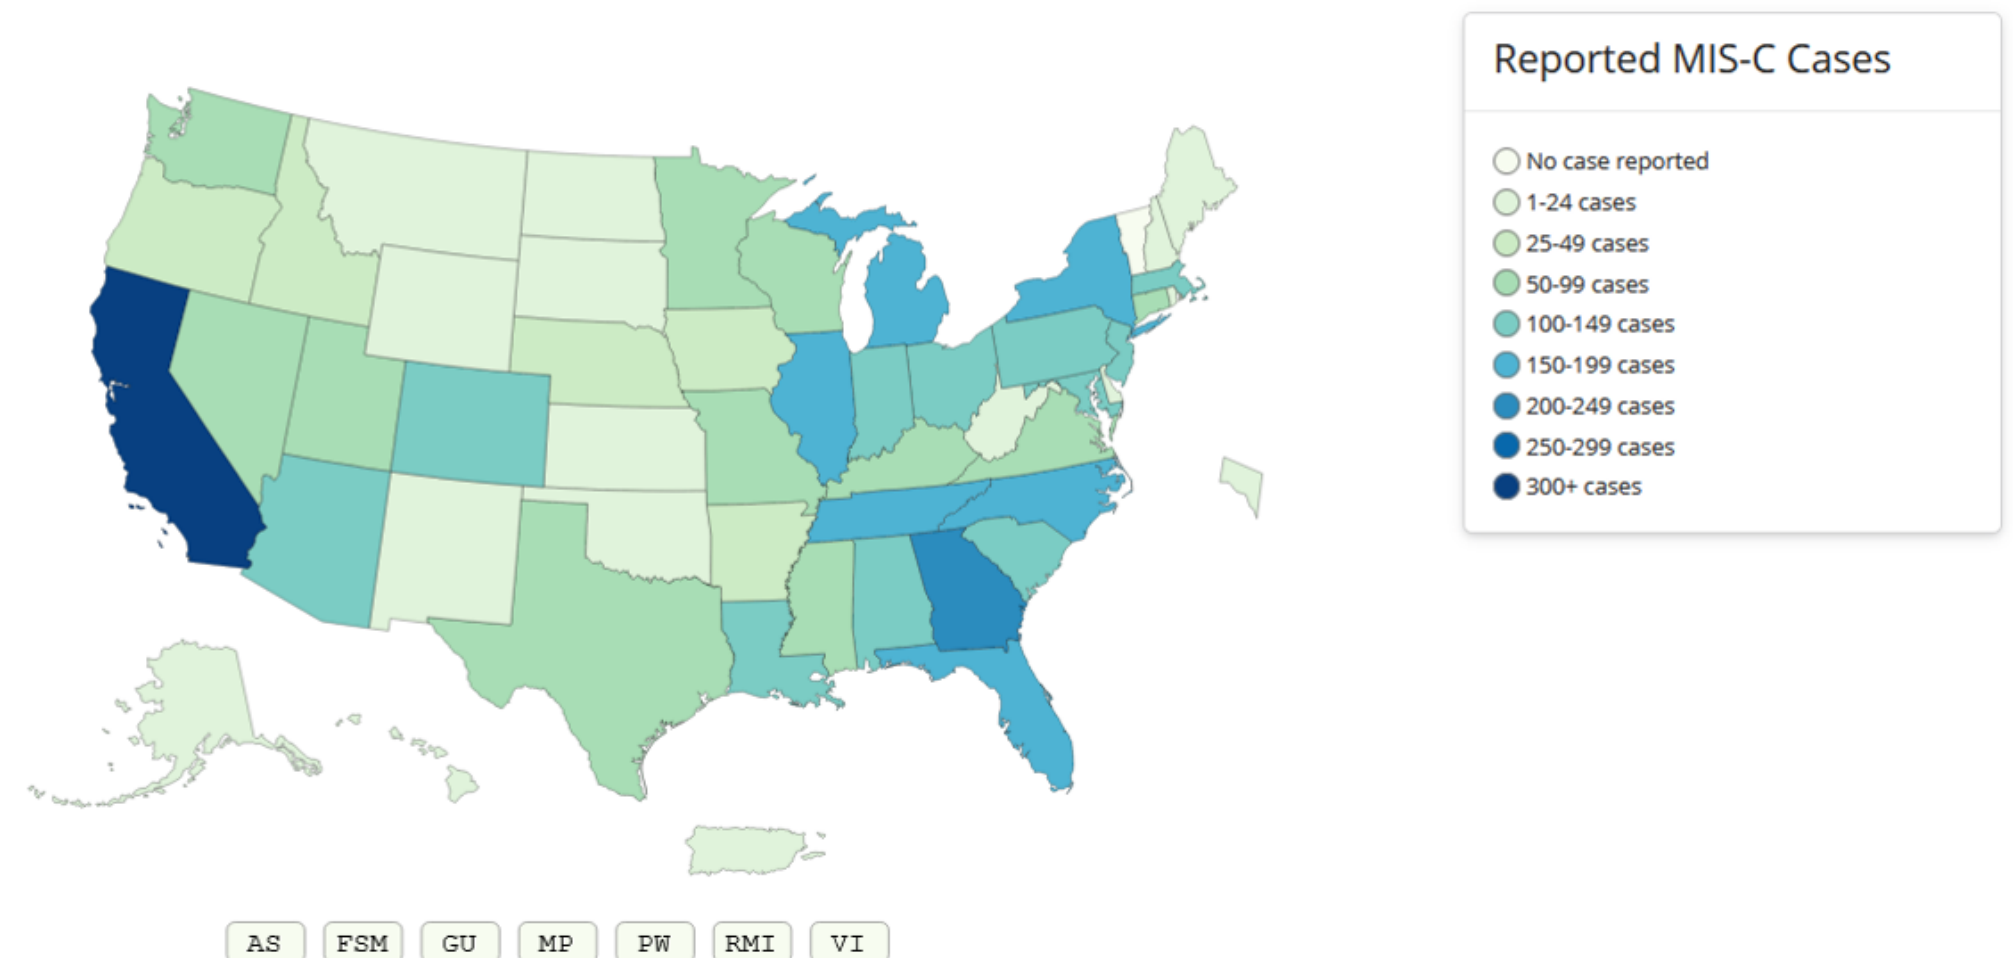 Reported MIS-C Cases
No case reported
1-24 cases
25-49 cases
50-99 cases
100-149 cases
150-199 cases
200-249 cases
250-299 cases
300+ cases
AS FSM GU MP PW RMI VI